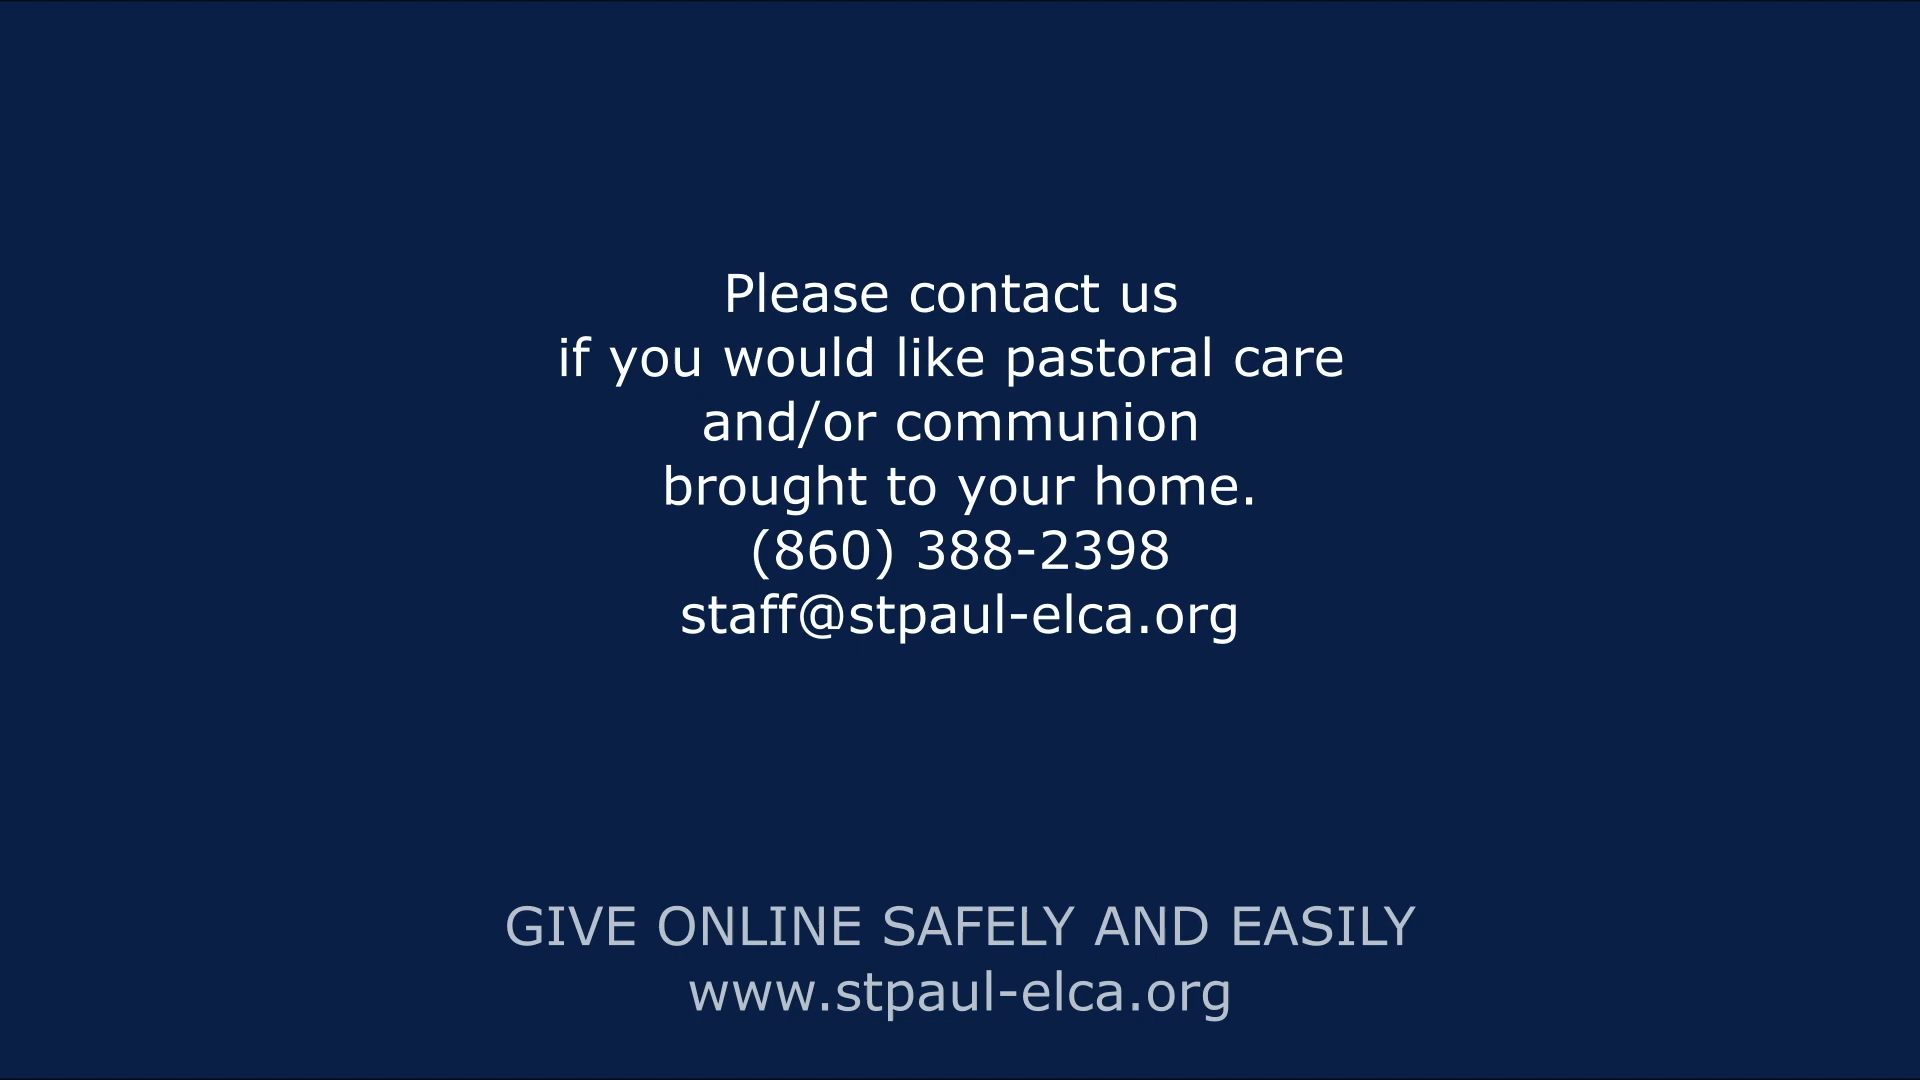 Please contact us
if you would like pastoral care
and/or communion
brought to your home.
(860) 388-2398
staff@stpaul-elca.org
GIVE ONLINE SAFELY AND EASILY
www.stpaul-elca.org